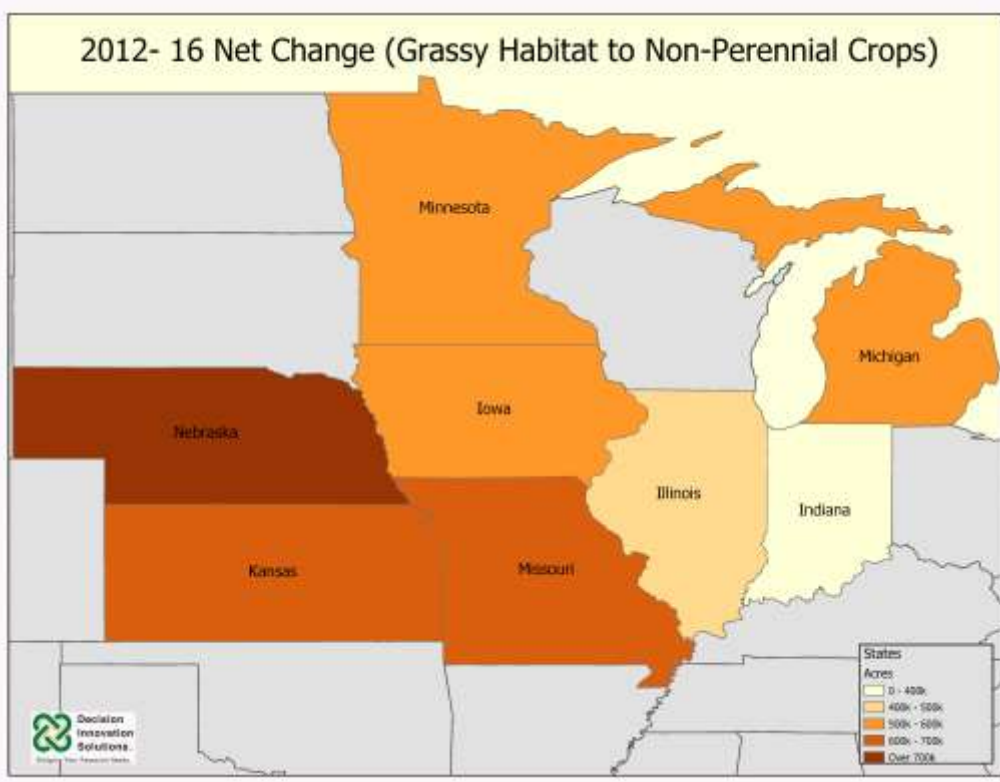 2012- 16 Net Change (Grassy Habitat to Non-Perennial Crops)
Minnesota
Michigan
Iowa
Nebraska
Illinois
Indiana
Kansas
Missouri
States
Acres
0 - 400k
400k - 500k
500k - 600k
600k - 700k
Over 700k
Decision
Innovation
Solutions